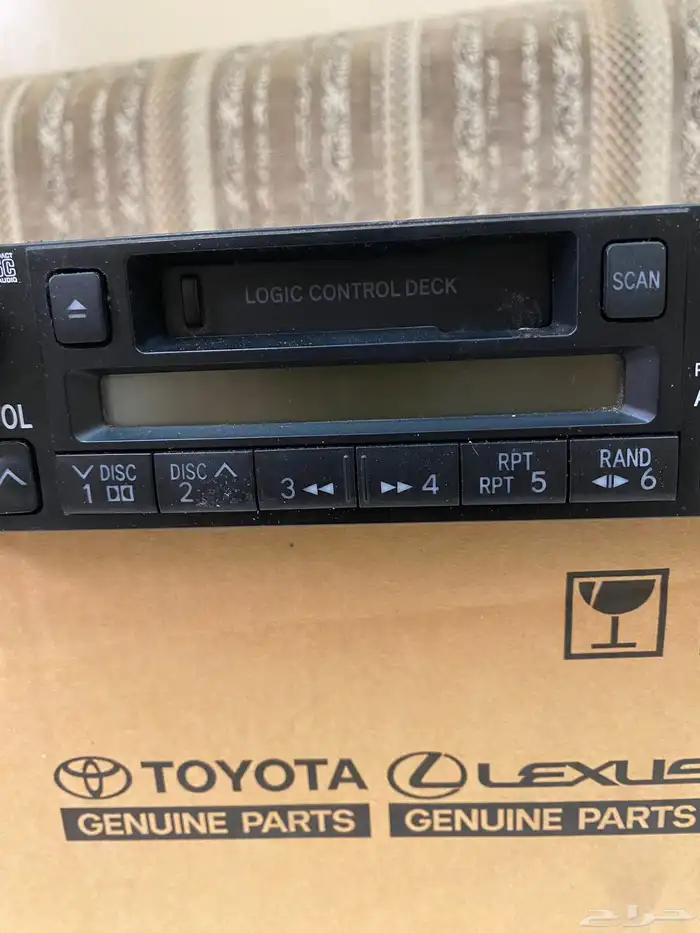 AUDIO
LOGIC CONTROL DECK
SCAN
OL
DISC
1
DISC
2
3
4
RPT
RPT 5
RAND
6
TOYOTA
GENUINE PARTS
LEXUS
GENUINE PARTS
حراج